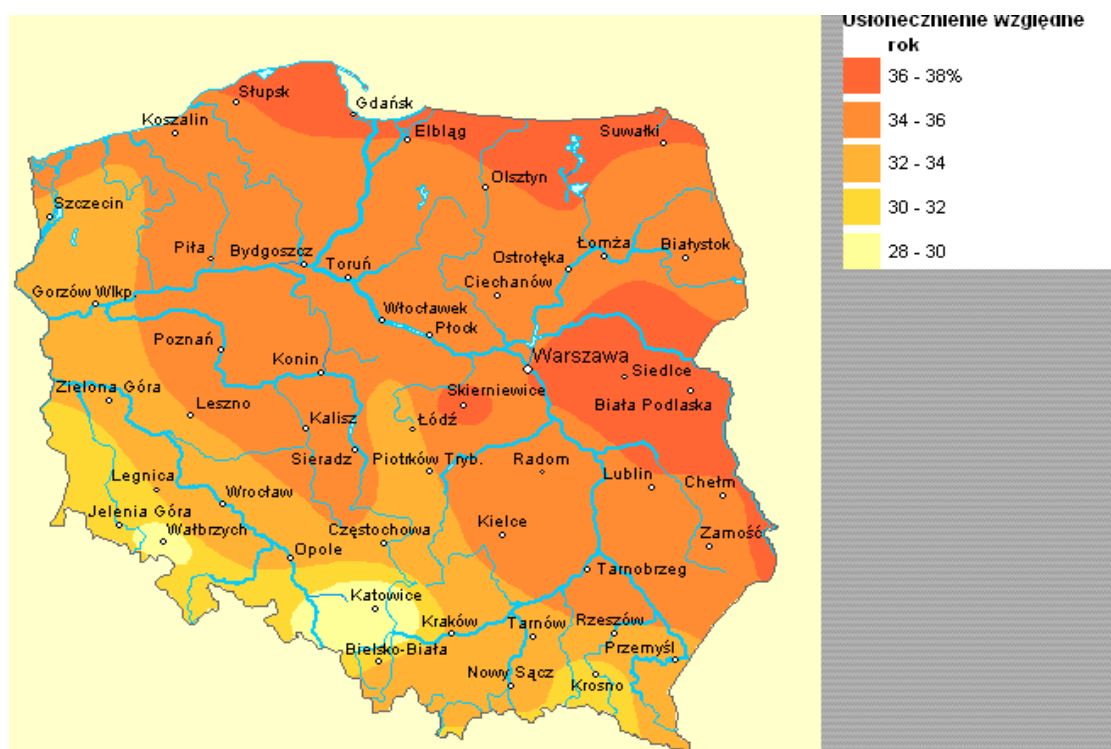 Usłonecznienie względne
rok
36 - 38%
34 - 36
32 - 34
30 - 32
28 - 30
Słupsk
Gdańsk
Koszalin
Elbląg
Suwałki
Olsztyn
Szczecin
Piła
Bydgoszcz
Toruń
Ostrołęka
Łomża
Białystok
Ciechanów
Gorzów Wlkp.
Włocławek
Płock
Poznań
Konin
Warszawa
Siedlce
Skierniewice
Biała Podlaska
Zielona Góra
Leszno
Kalisz
Łódź
Sieradz
Piotrków Tryb.
Radom
Lublin
Chełm
Legnica
Wrocław
Jelenia Góra
Wałbrzych
Częstochowa
Kielce
Zamość
Opole
Tarnobrzeg
Katowice
Kraków
Tarnów
Rzeszów
Bielsko-Biała
Przemyśl
Nowy Sącz
Krosno